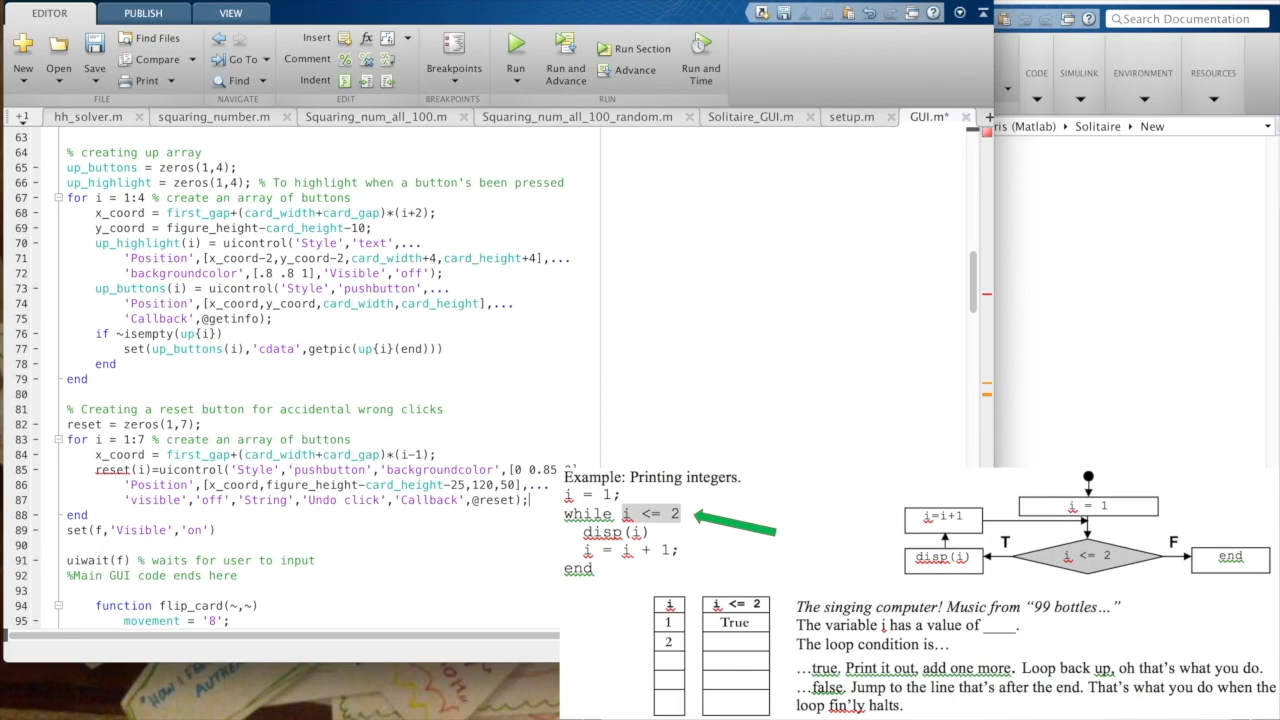 EDITOR PUBLISH VIEW
Search Documentation
New Open Save Find Files Compare Print
Go To Find
Insert Comment Indent
Breakpoints
Run Run and Advance Run Section Advance Run and Time
FILE NAVIGATE EDIT BREAKPOINTS RUN
CODE SIMULINK ENVIRONMENT RESOURCES
+1 hh_solver.m squaring_number.m Squaring_num_all_100.m Squaring_num_all_100_random.m Solitaire_GUI.m setup.m GUI.m*
ris (Matlab) Solitaire New
63
64 % creating up array
65 up_buttons = zeros(1,4);
66 up_highlight = zeros(1,4); % To highlight when a button's been pressed
67 for i = 1:4 % create an array of buttons
68 x_coord = first_gap+(card_width+card_gap)*(i+2);
69 y_coord = figure_height-card_height-10;
70 up_highlight(i) = uicontrol('Style','text',...
71 'Position',[x_coord-2,y_coord-2,card_width+4,card_height+4],...
72 'backgroundcolor',[.8 .8 1],'Visible','off');
73 up_buttons(i) = uicontrol('Style','pushbutton',...
74 'Position',[x_coord,y_coord,card_width,card_height],...
75 'Callback',@getinfo);
76 if ~isempty(up{i})
77 set(up_buttons(i),'cdata',getpic(up{i}(end)))
78 end
79 end
80
81 % Creating a reset button for accidental wrong clicks
82 reset = zeros(1,7);
83 for i = 1:7 % create an array of buttons
84 x_coord = first_gap+(card_width+card_gap)*(i-1);
85 reset(i)=uicontrol('Style','pushbutton','backgroundcolor',[0 0.85
86 'Position',[x_coord,figure_height-card_height-25,120,50],...
87 'visible','off','String','Undo click','Callback',@reset);
88 end
89 set(f,'Visible','on')
90
91 uiwait(f) % waits for user to input
92 %Main GUI code ends here
93
94 function flip_card(~,~)
95 movement = '8';
Example: Printing integers.
i = 1;
while i <= 2
disp(i)
i = i + 1;
end
i = 1
i=i+1
T F
disp(i) i <= 2 end
i i <= 2
1 True
2
The singing computer! Music from “99 bottles…”
The variable i has a value of ____.
The loop condition is…
…true. Print it out, add one more. Loop back up, oh that’s what you do.
…false. Jump to the line that’s after the end. That’s what you do when the
loop fin’ly halts.